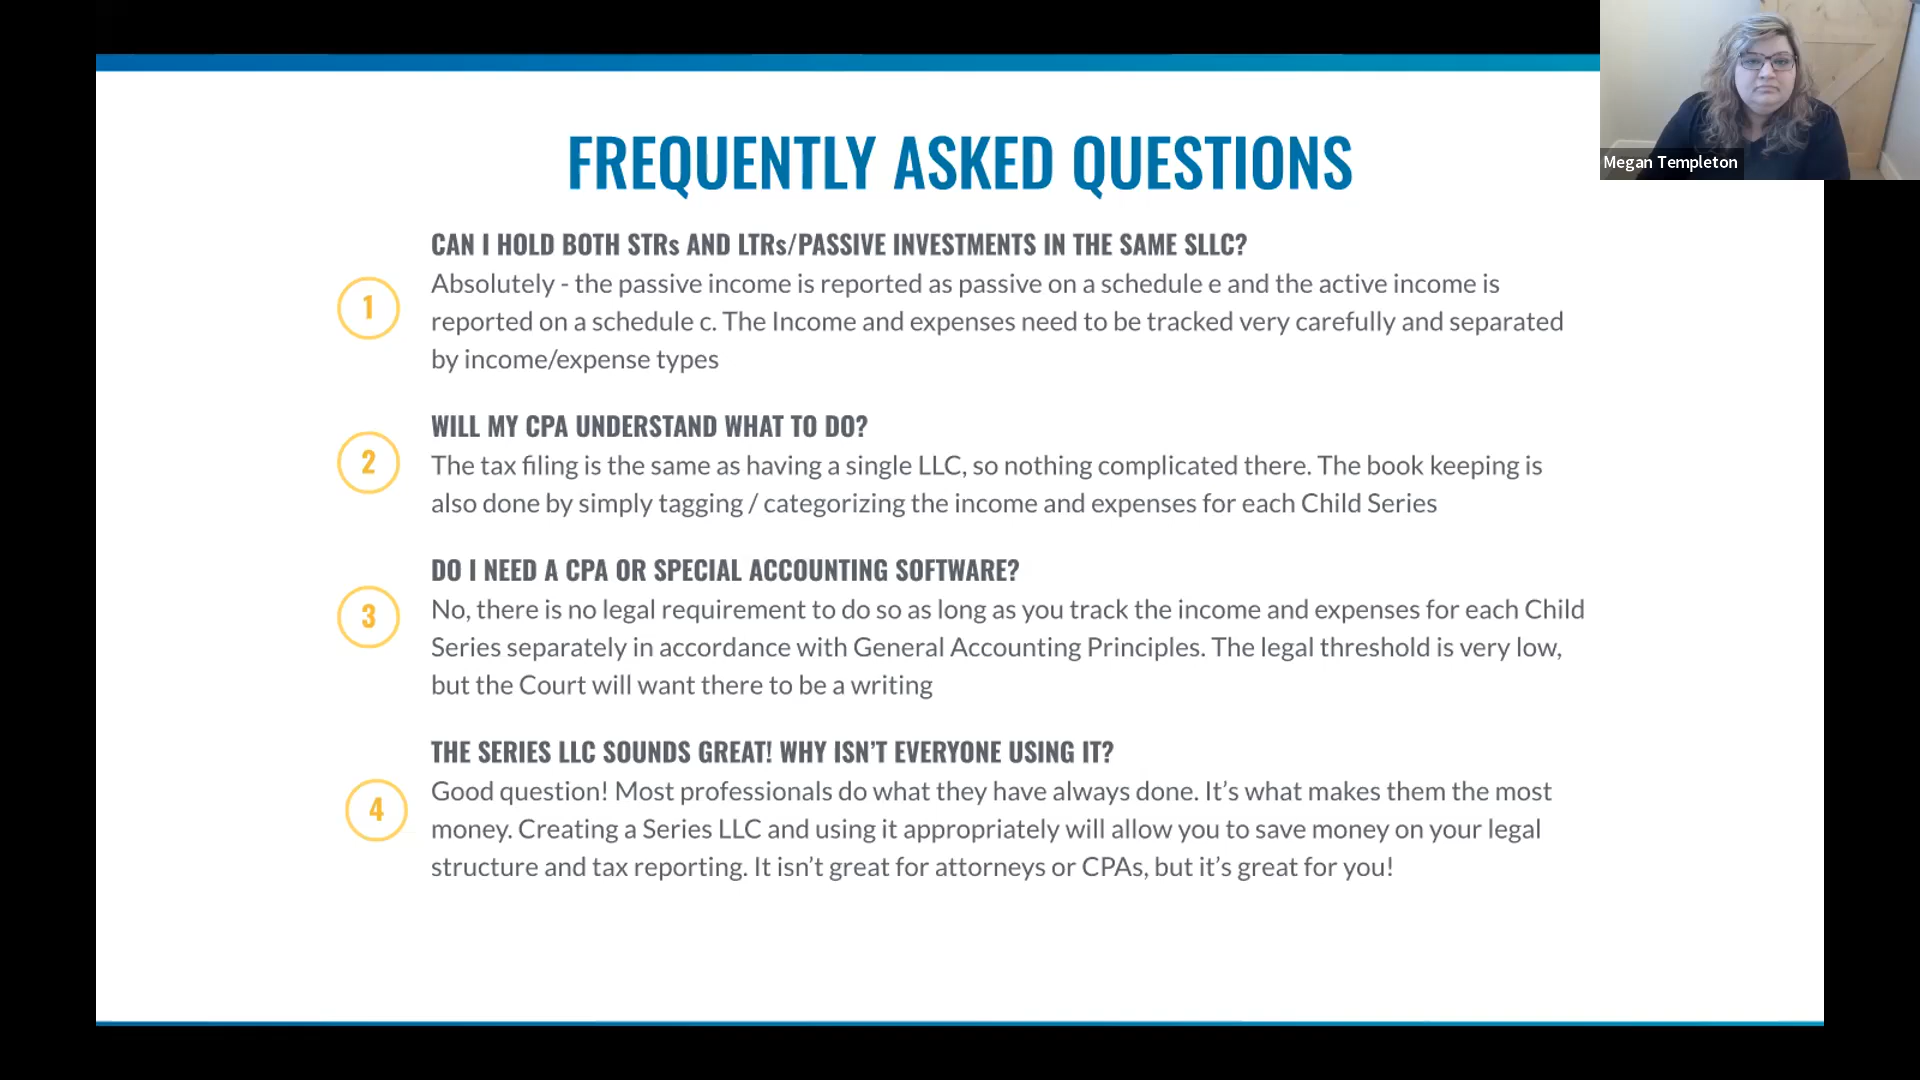 Megan Templeton
FREQUENTLY ASKED QUESTIONS
1
CAN I HOLD BOTH STRs AND LTRs/PASSIVE INVESTMENTS IN THE SAME SLLC?
Absolutely - the passive income is reported as passive on a schedule e and the active income is
reported on a schedule c. The Income and expenses need to be tracked very carefully and separated
by income/expense types
2
WILL MY CPA UNDERSTAND WHAT TO DO?
The tax filing is the same as having a single LLC, so nothing complicated there. The book keeping is
also done by simply tagging / categorizing the income and expenses for each Child Series
3
DO I NEED A CPA OR SPECIAL ACCOUNTING SOFTWARE?
No, there is no legal requirement to do so as long as you track the income and expenses for each Child
Series separately in accordance with General Accounting Principles. The legal threshold is very low,
but the Court will want there to be a writing
4
THE SERIES LLC SOUNDS GREAT! WHY ISN’T EVERYONE USING IT?
Good question! Most professionals do what they have always done. It’s what makes them the most
money. Creating a Series LLC and using it appropriately will allow you to save money on your legal
structure and tax reporting. It isn’t great for attorneys or CPAs, but it’s great for you!